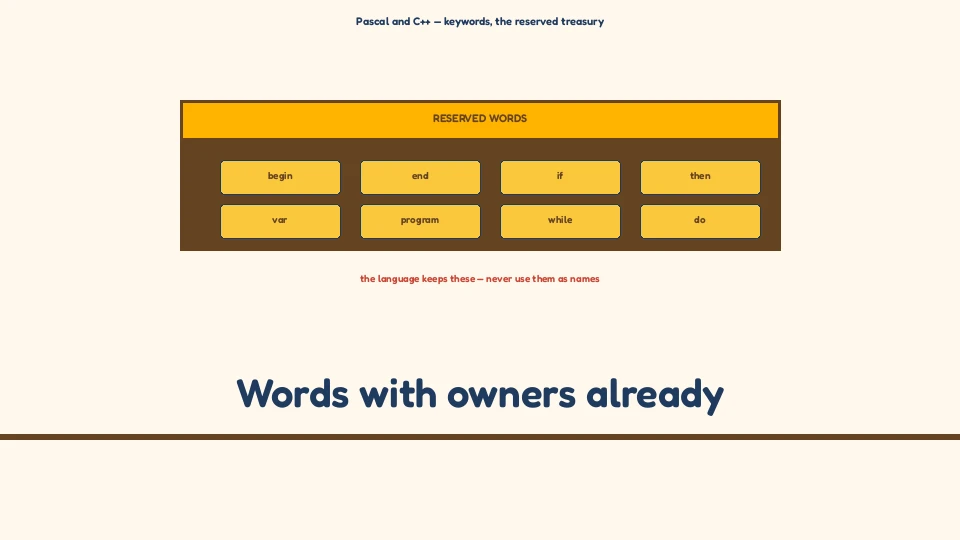 Pascal and C++ — keywords, the reserved treasury
RESERVED WORDS
begin end if then
var program while do
the language keeps these — never use them as names
Words with owners already